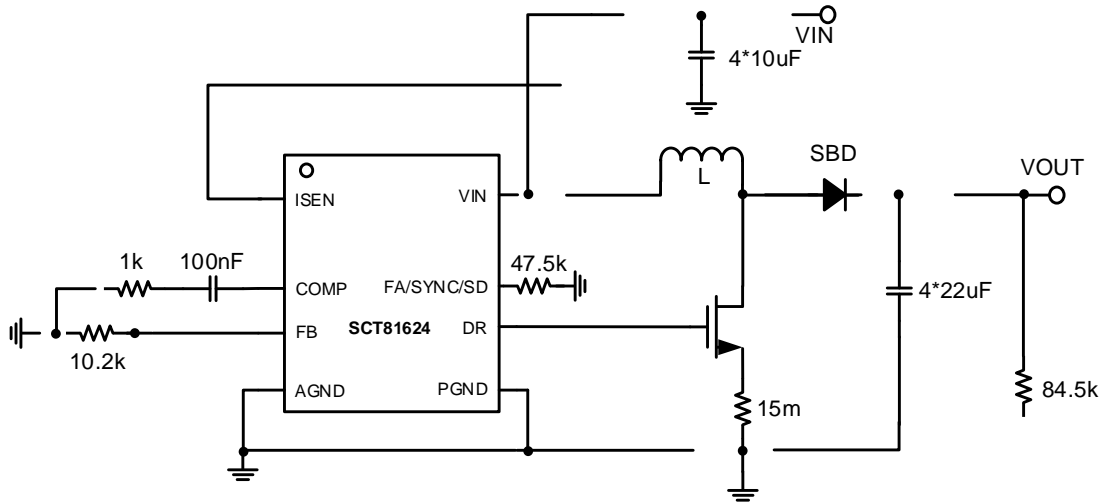 VIN
4*10uF
SBD
VOUT
L
ISEN
VIN
1k
100nF
47.5k
COMP
FA/SYNC/SD
4*22uF
SCT81624
FB
DR
10.2k
AGND
PGND
15m
84.5k